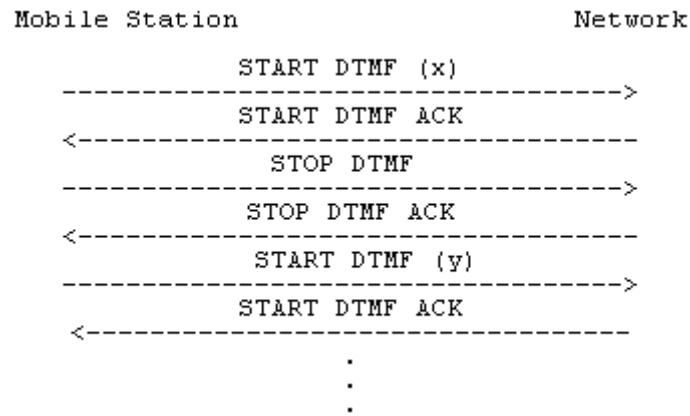 Mobile Station Network
START DTMF (x)
------------------------------------>
START DTMF ACK
<------------------------------------
STOP DTMF
------------------------------------>
STOP DTMF ACK
<------------------------------------
START DTMF (y)
------------------------------------>
START DTMF ACK
<-----------------------------------
.
.
.